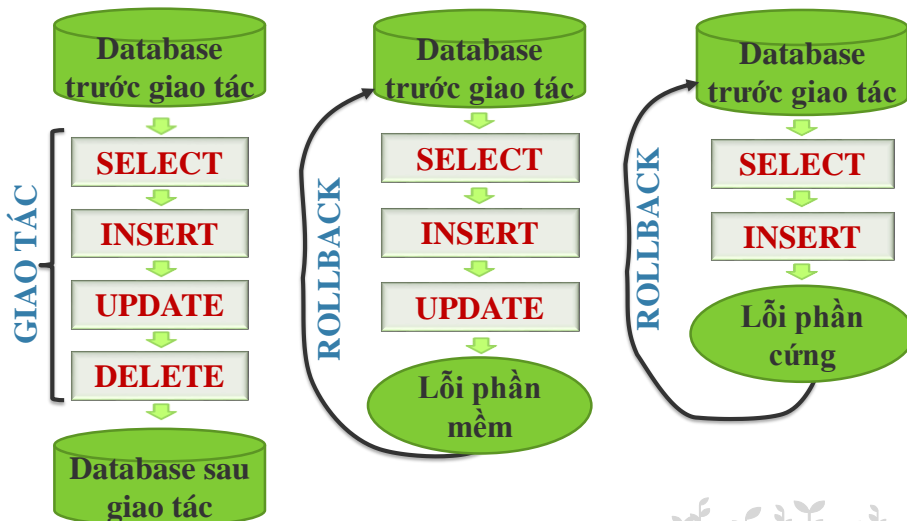 Database
trước giao tác
GIAO TÁC
SELECT
INSERT
UPDATE
DELETE
Database sau
giao tác
Database
trước giao tác
ROLLBACK
SELECT
INSERT
UPDATE
Lỗi phần
mềm
Database
trước giao tác
ROLLBACK
SELECT
INSERT
Lỗi phần
cứng